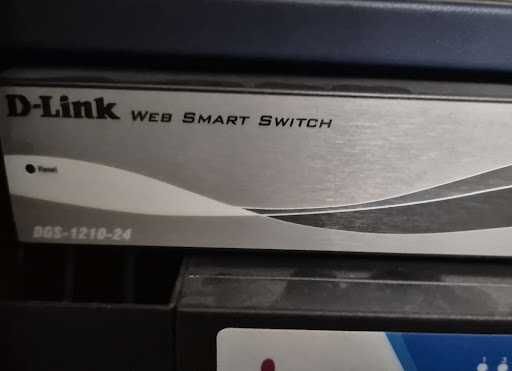 D-Link WEB SMART SWITCH
Reset
DGS-1210-24